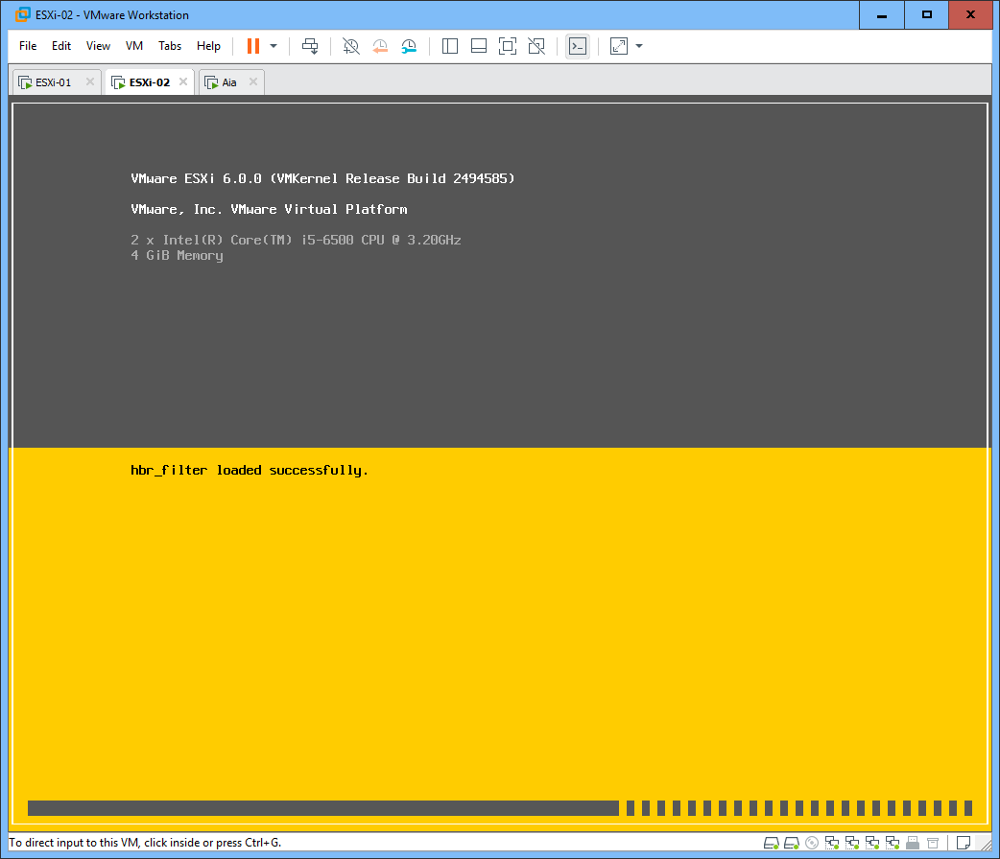 ESXi-02 - VMware Workstation
File Edit View VM Tabs Help
ESXi-01 ESXi-02 Aia
VMware ESXi 6.0.0 (VMKernel Release Build 2494585)
VMware, Inc. VMware Virtual Platform
2 x Intel(R) Core(TM) i5-6500 CPU @ 3.20GHz
4 GiB Memory
hbr_filter loaded successfully.
To direct input to this VM, click inside or press Ctrl+G.